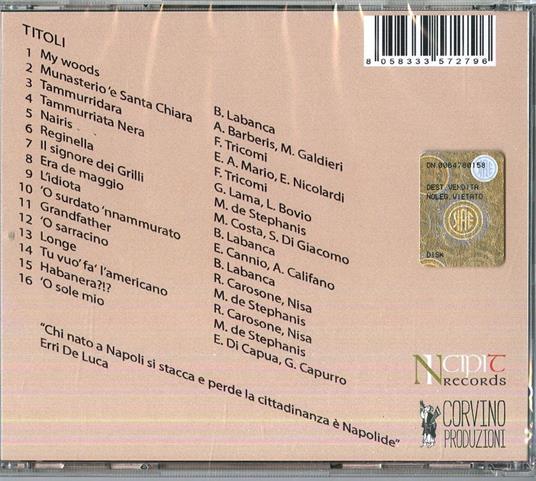 TITOLI
1 My woods
2 Munasterio 'e Santa Chiara
3 Tammurridara
4 Tammurriata Nera
5 Nairis
6 Reginella
7 Il signore dei Grilli
8 Era de maggio
9 L'idiota
10 'O surdato 'nnammurato
11 Grandfather
12 'O sarracino
13 Longe
14 Tu vuo' fa' l'americano
15 Habanera?!?
16 'O sole mio
B. Labanca
A. Barberis, M. Galdieri
F. Tricomi
E. A. Mario, E. Nicolardi
F. Tricomi
G. Lama, L. Bovio
M. de Stephanis
M. Costa, S. Di Giacomo
B. Labanca
E. Cannio, A. Califano
B. Labanca
R. Carosone, Nisa
M. de Stephanis
R. Carosone, Nisa
M. de Stephanis
E. Di Capua, G. Capurro
"Chi nato a Napoli si stacca e perde la cittadinanza è Napolide"
Erri De Luca
8 058333 572796
DN 0064780158
DEST.VENDITA
NOLEG.VIETATO
SIAE
DISK
NCIPIT
RECORDS
CORVINO
PRODUZIONI